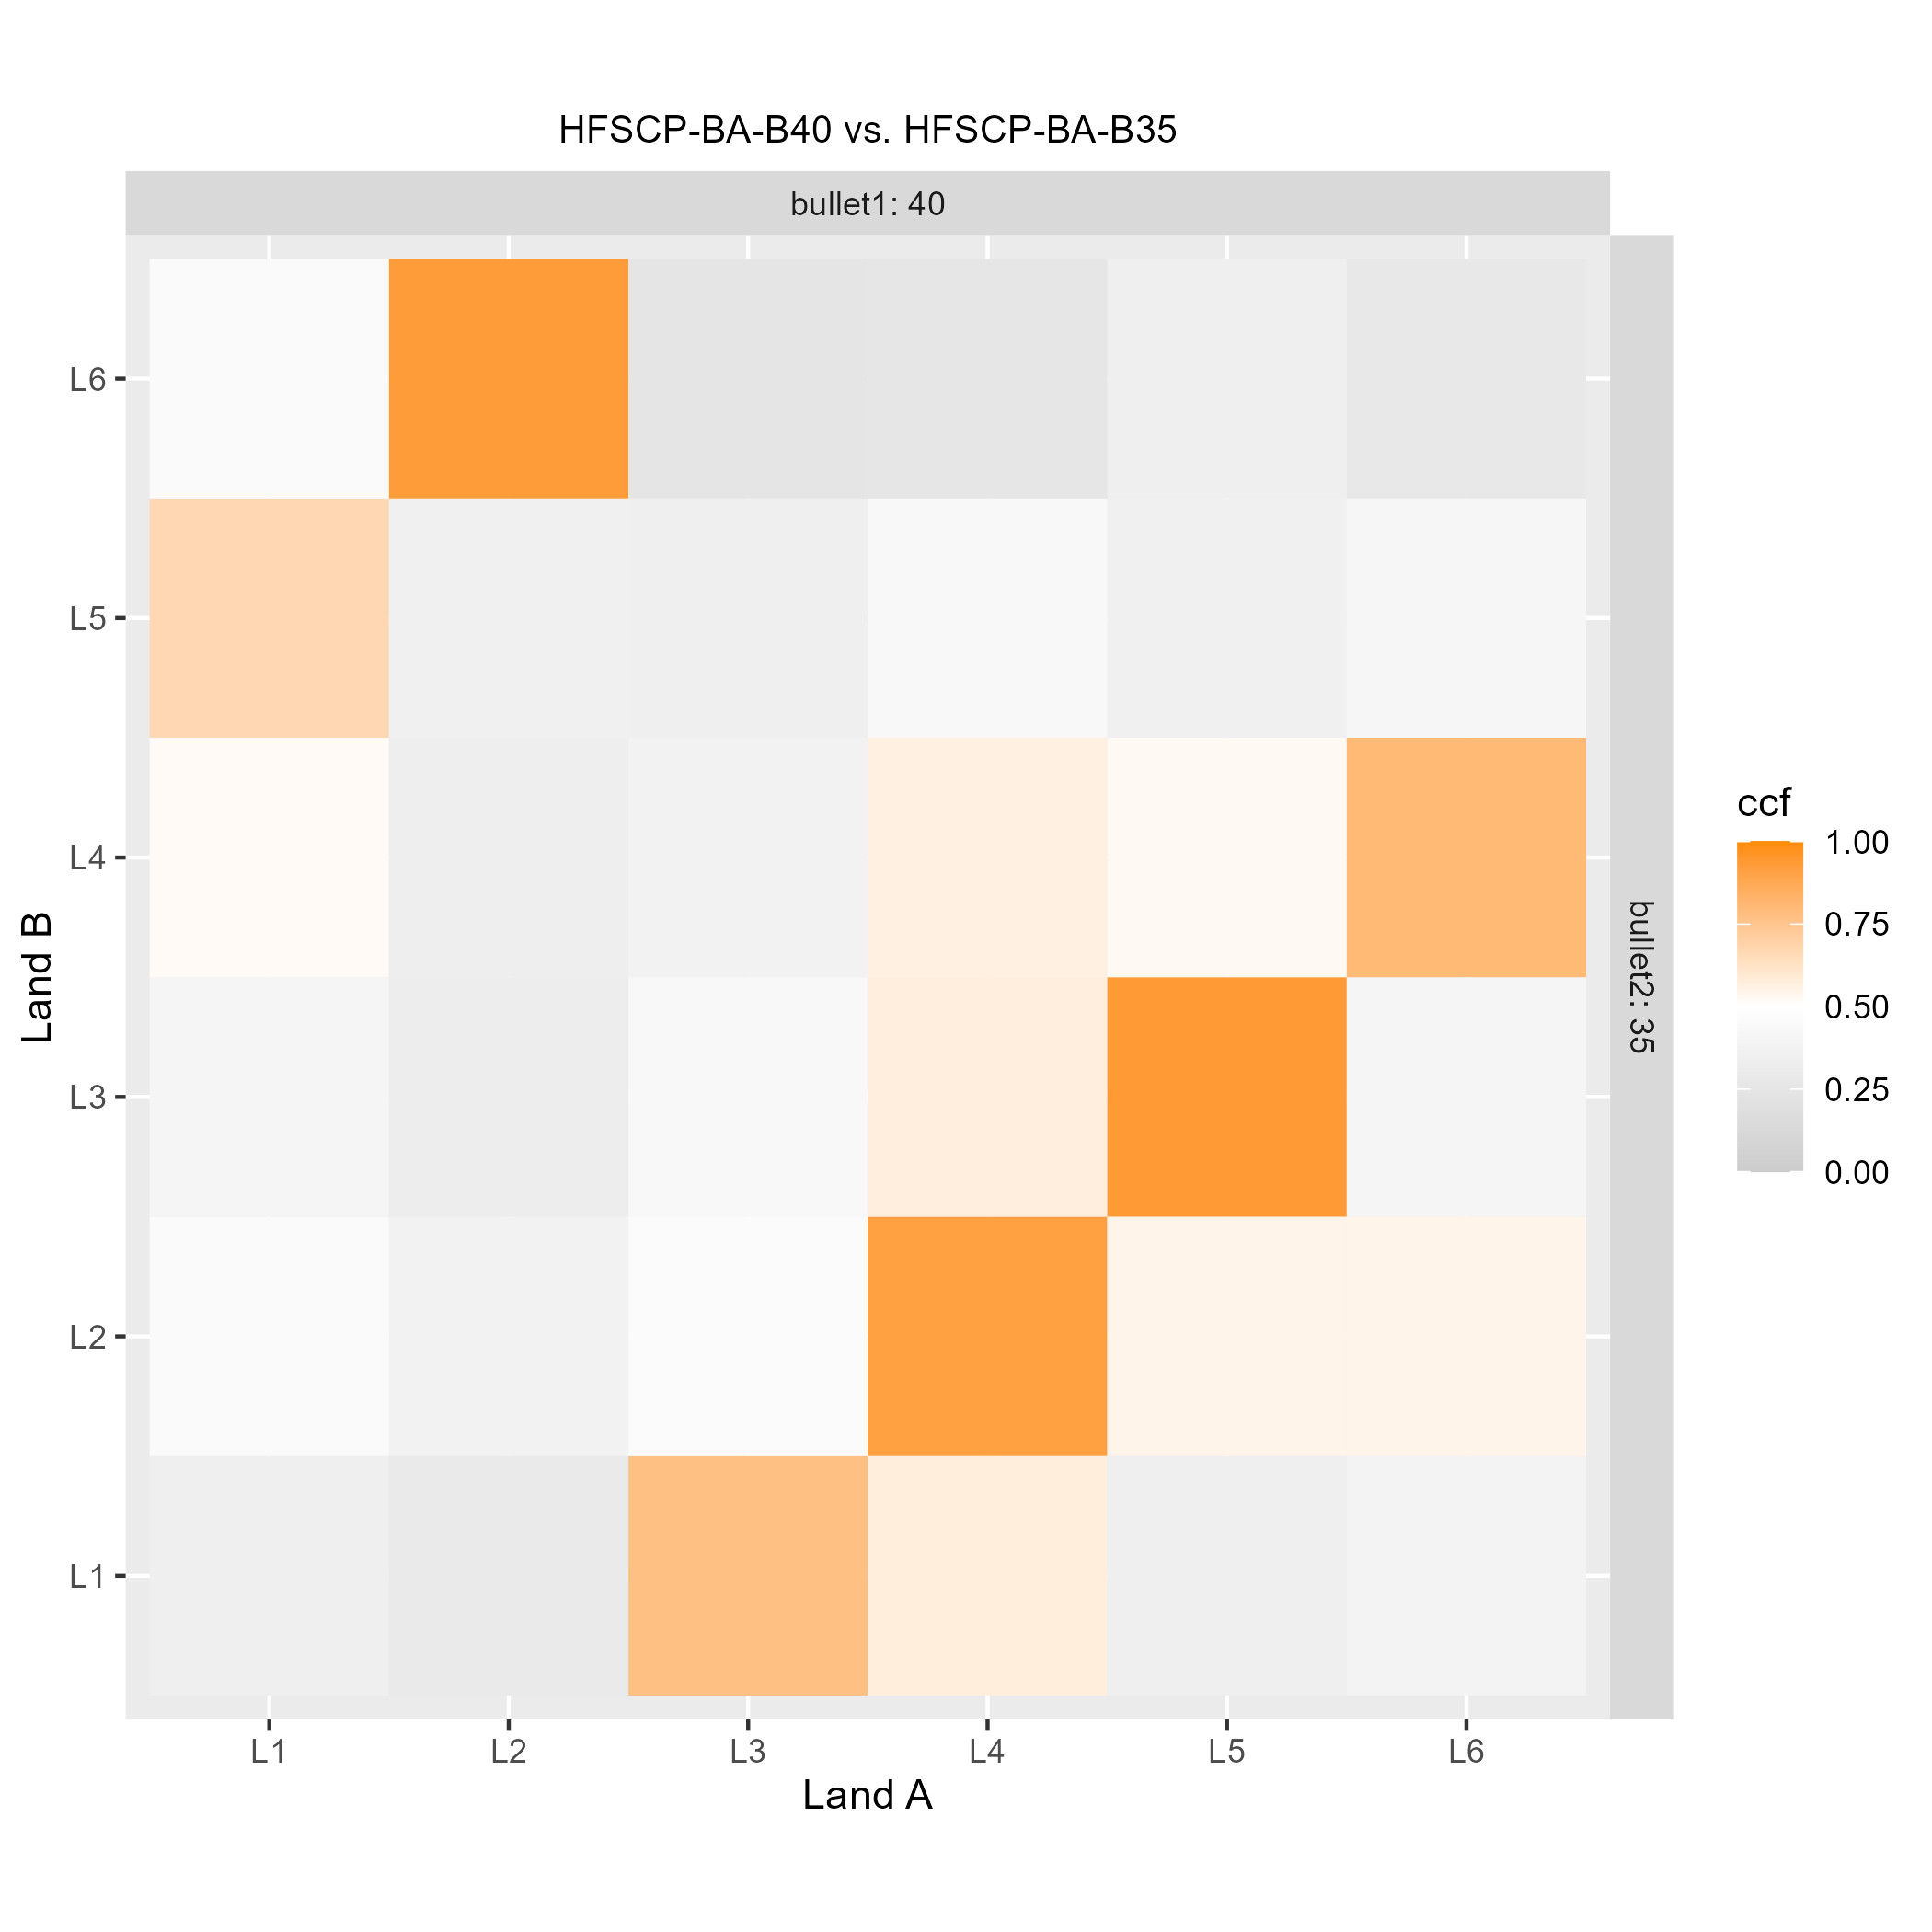 HFSCP-BA-B40 vs. HFSCP-BA-B35
bullet1: 40
L6
L5
L4
L3
L2
L1
Land B
bullet2: 35
ccf
1.00
0.75
0.50
0.25
0.00
L1 L2 L3 L4 L5 L6
Land A